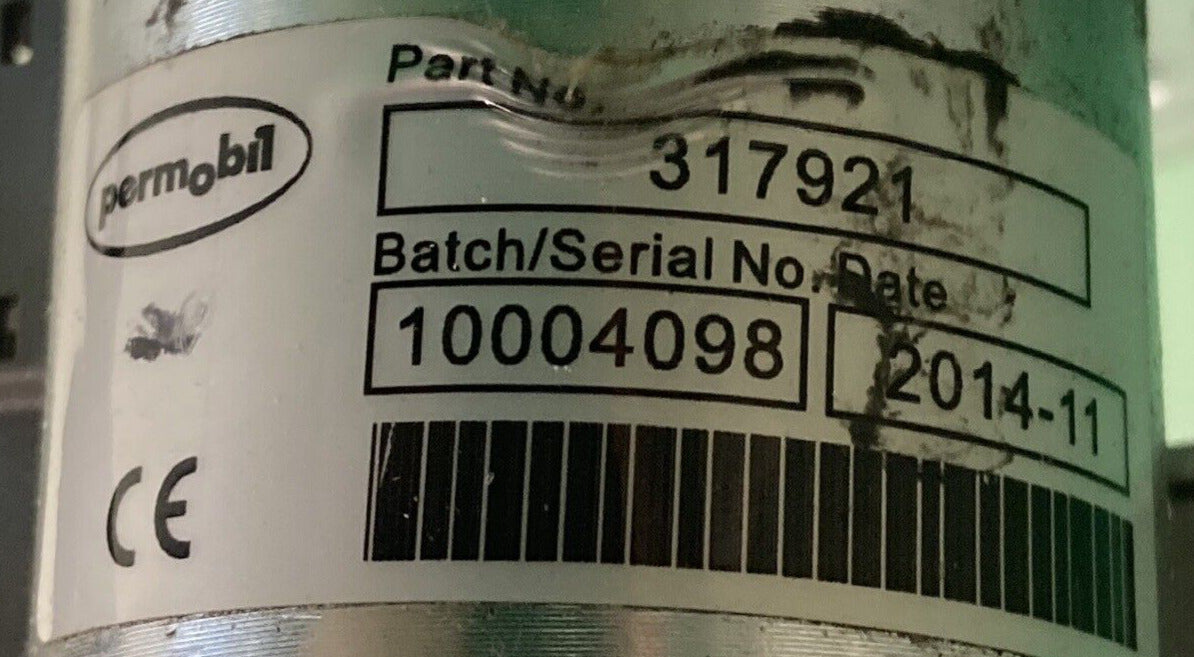 permobil
Part No.
317921
Batch/Serial No. Date
10004098 2014-11
CE